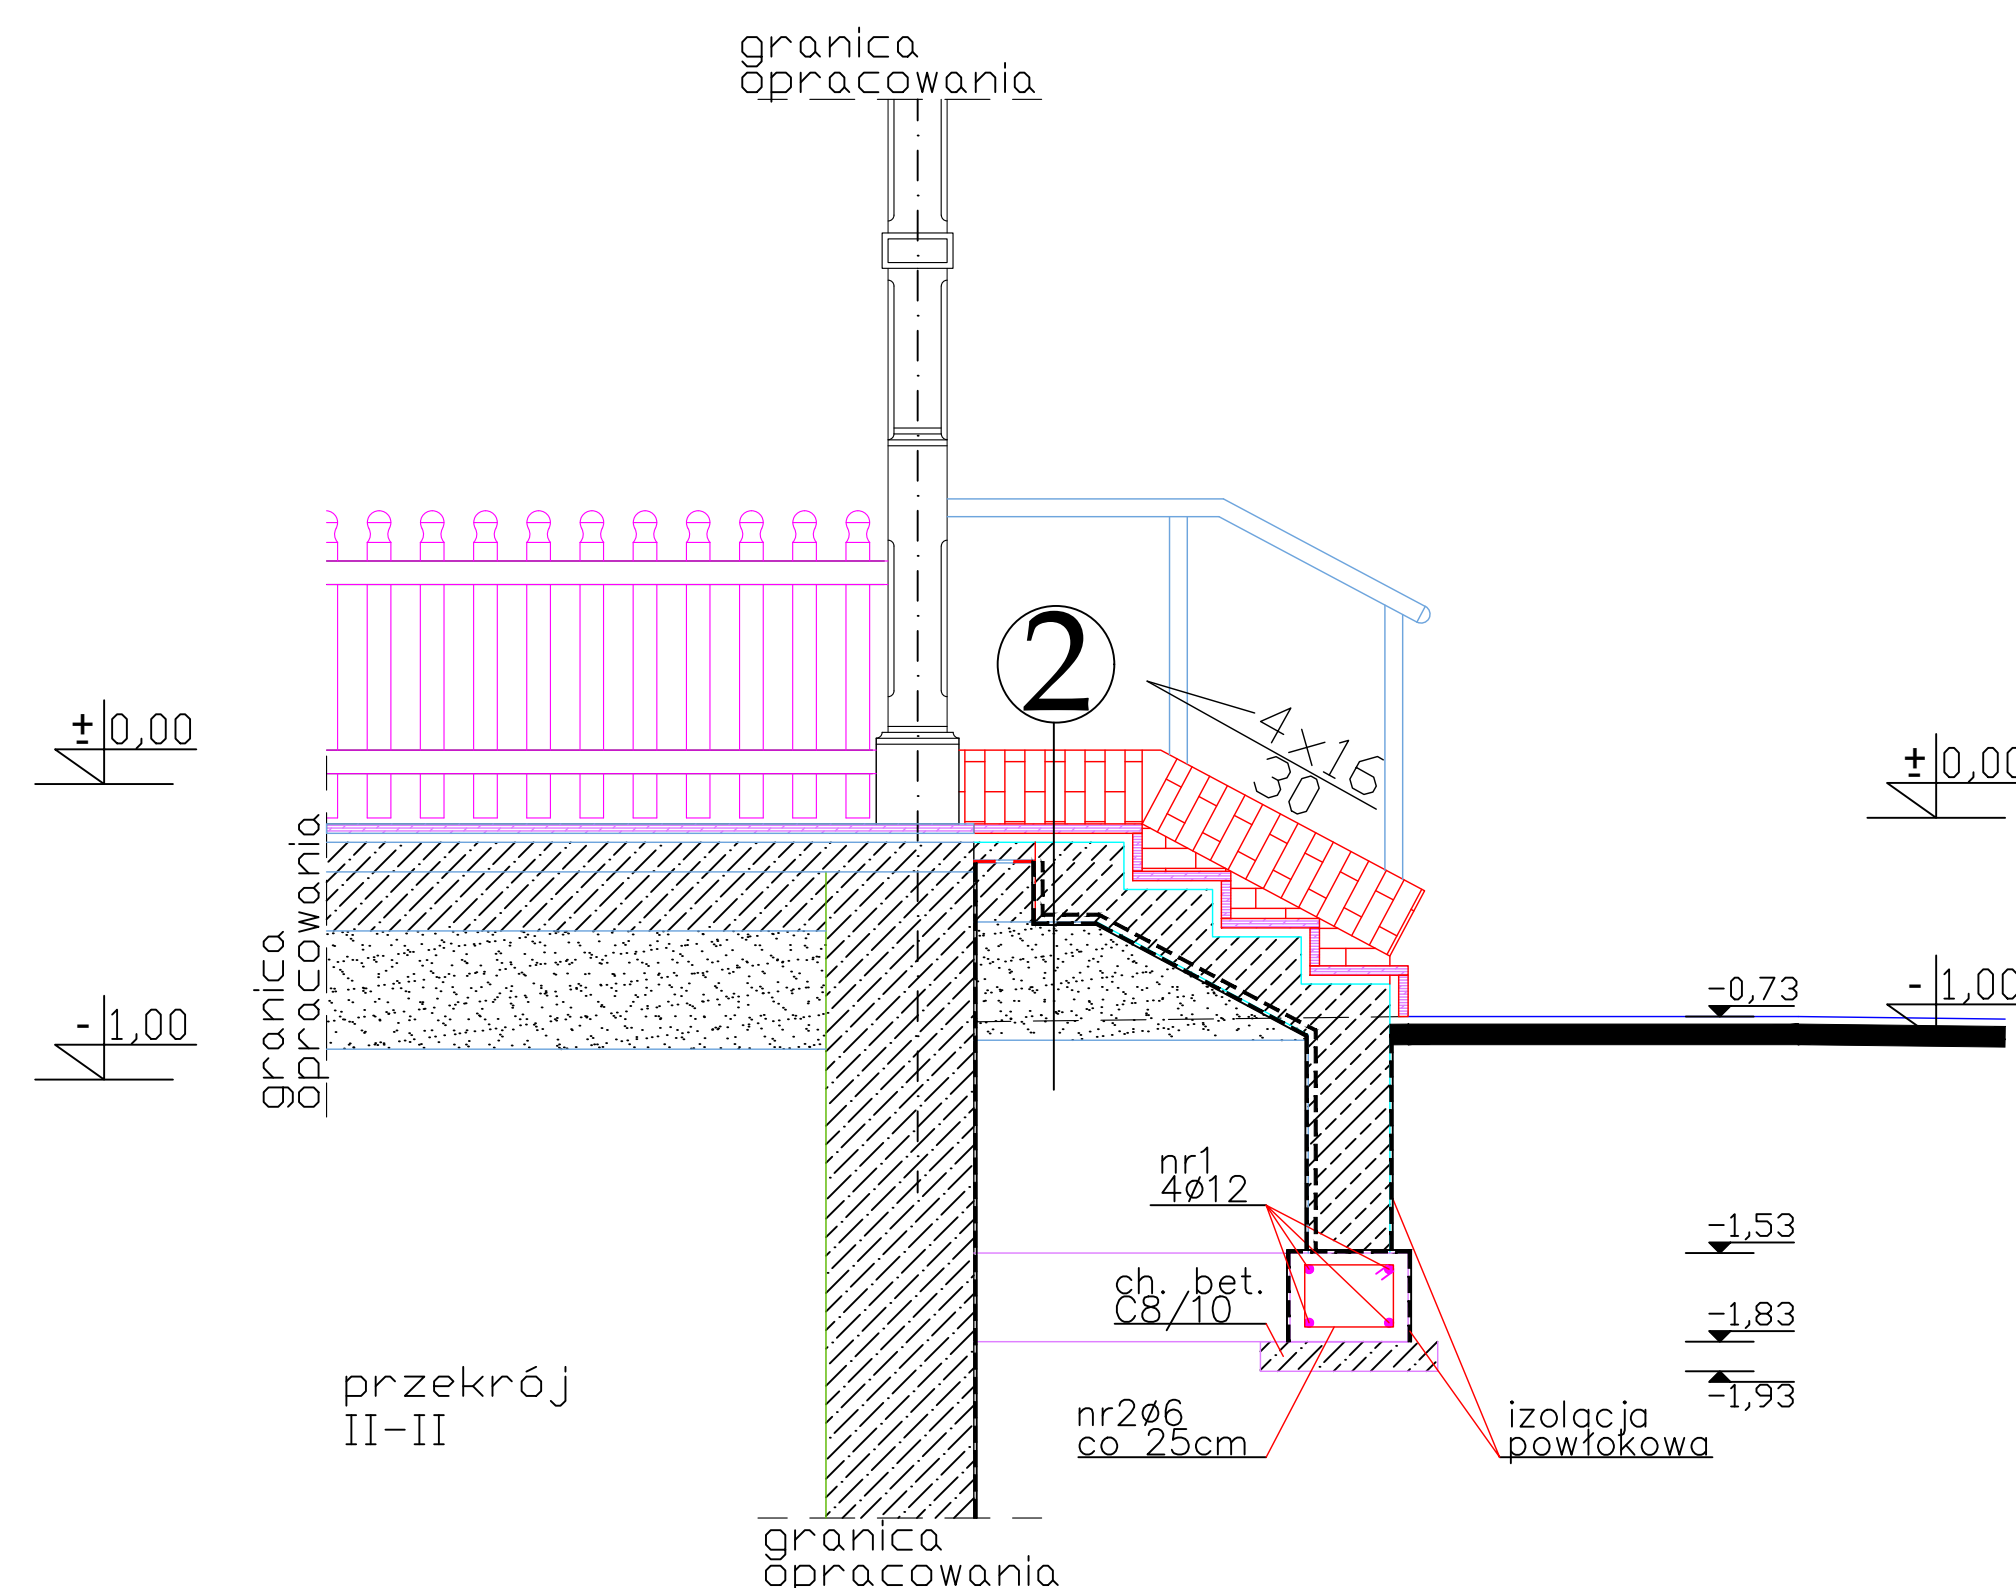 granica
opracowania
2
4x16
30
±0,00
±0,00
granica
opracowania
-1,00
-1,00
-0,73
nr1
4ø12
-1,53
ch. bet.
C8/10
-1,83
-1,93
przekrój
II-II
nr2ø6
co 25cm
izolacja
powłokowa
granica
opracowania